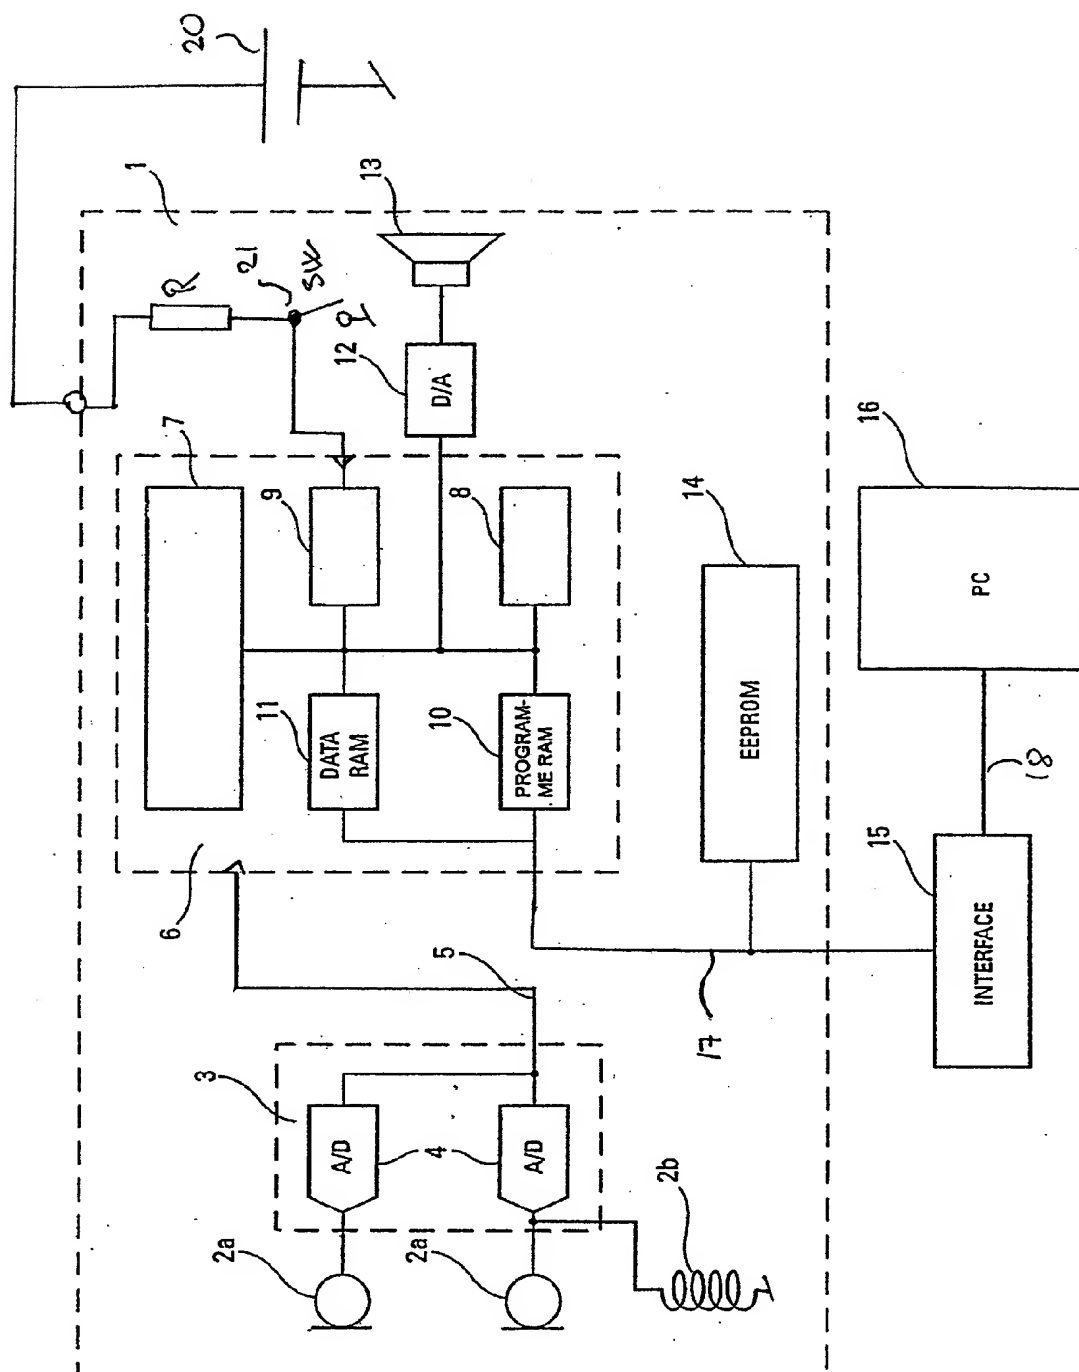 20
1
R
21
SW
13
12
D/A
7
9
8
11
DATA
RAM
10
PROGRAM-
ME RAM
6
5
3
A/D
4
A/D
2a
2a
2b
14
EEPROM
17
16
PC
18
15
INTERFACE